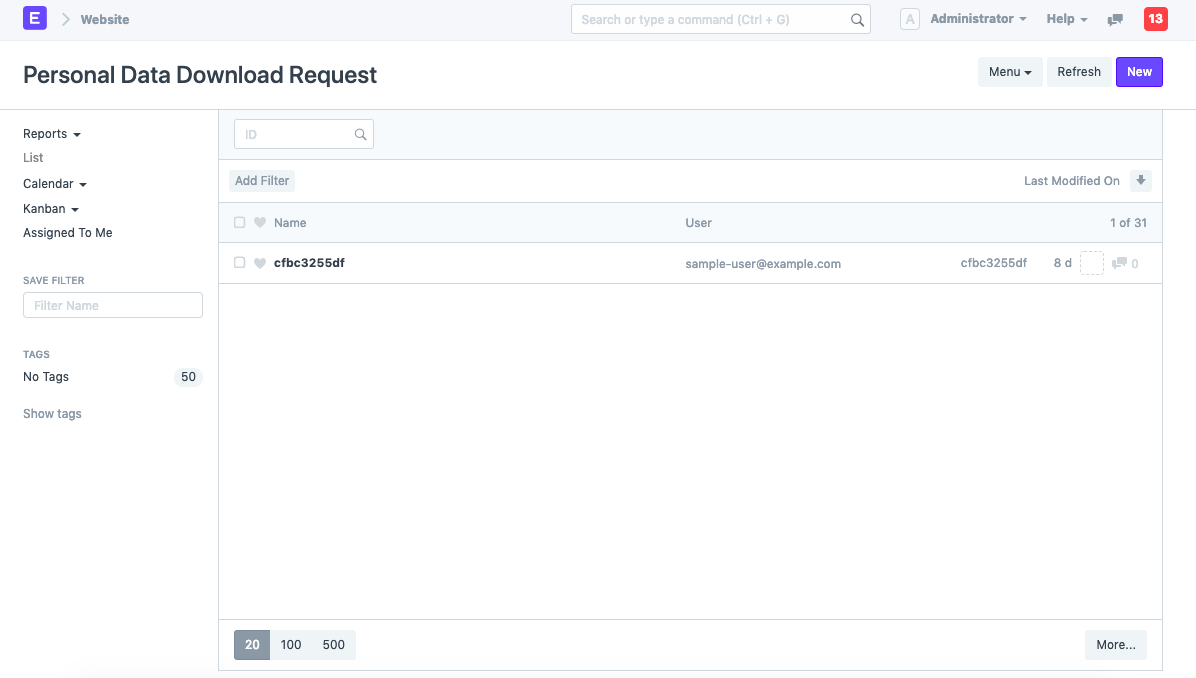 E Website Search or type a command (Ctrl + G) A Administrator Help 13
Personal Data Download Request Menu Refresh New
Reports
List
Calendar
Kanban
Assigned To Me
SAVE FILTER
Filter Name
TAGS
No Tags 50
Show tags
ID
Add Filter Last Modified On
Name User 1 of 31
cfbc3255df sample-user@example.com cfbc3255df 8 d 0
20 100 500 More...